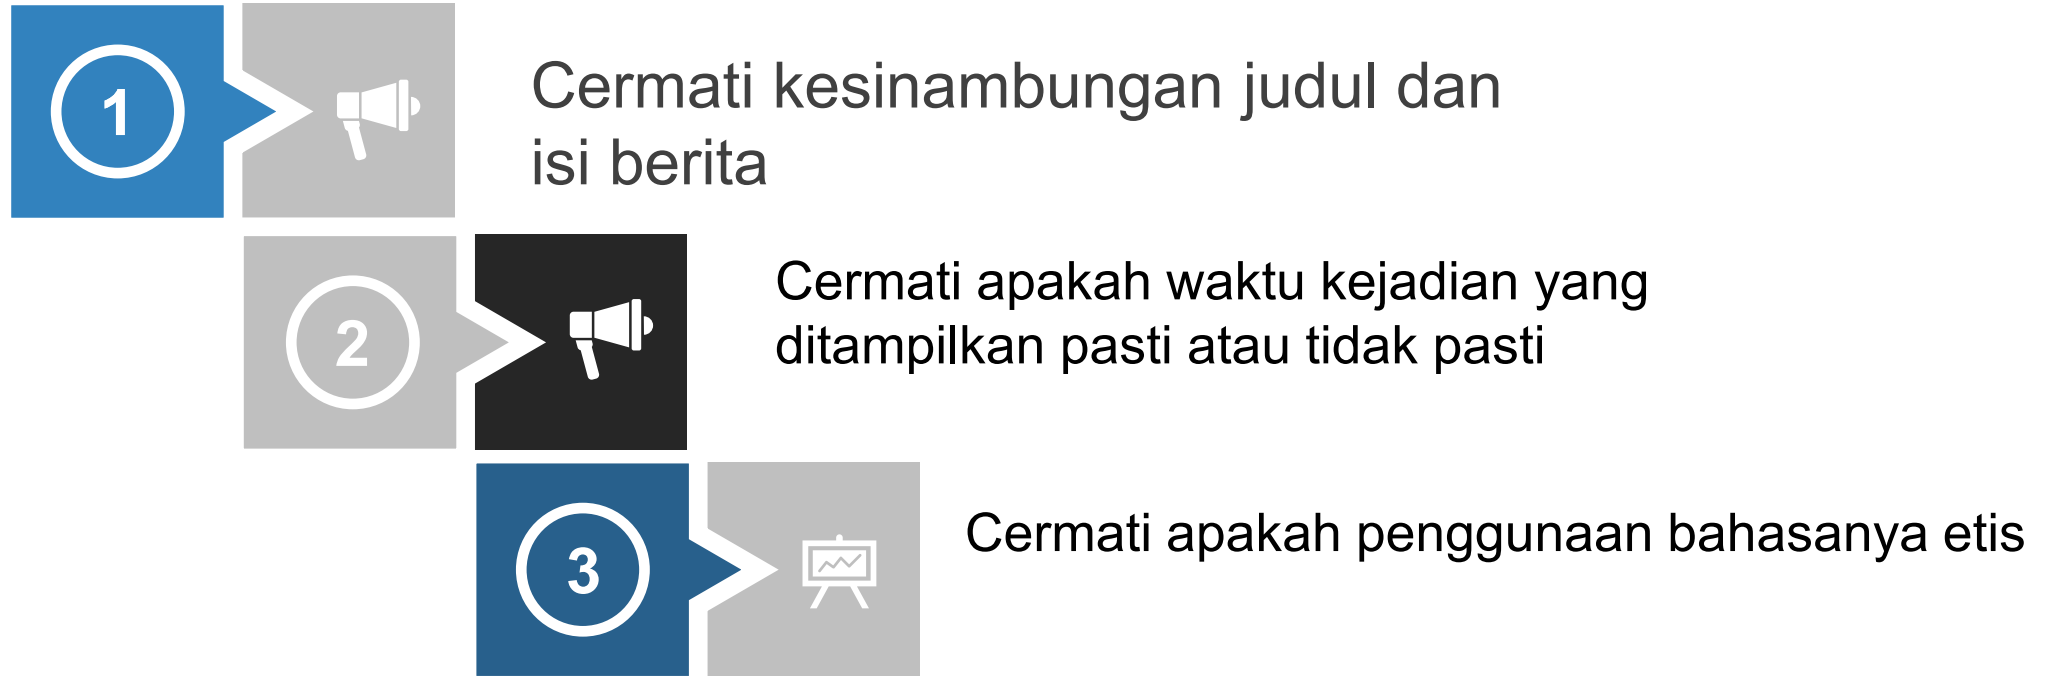 1
Cermati kesinambungan judul dan
isi berita
2
Cermati apakah waktu kejadian yang
ditampilkan pasti atau tidak pasti
3
Cermati apakah penggunaan bahasanya etis